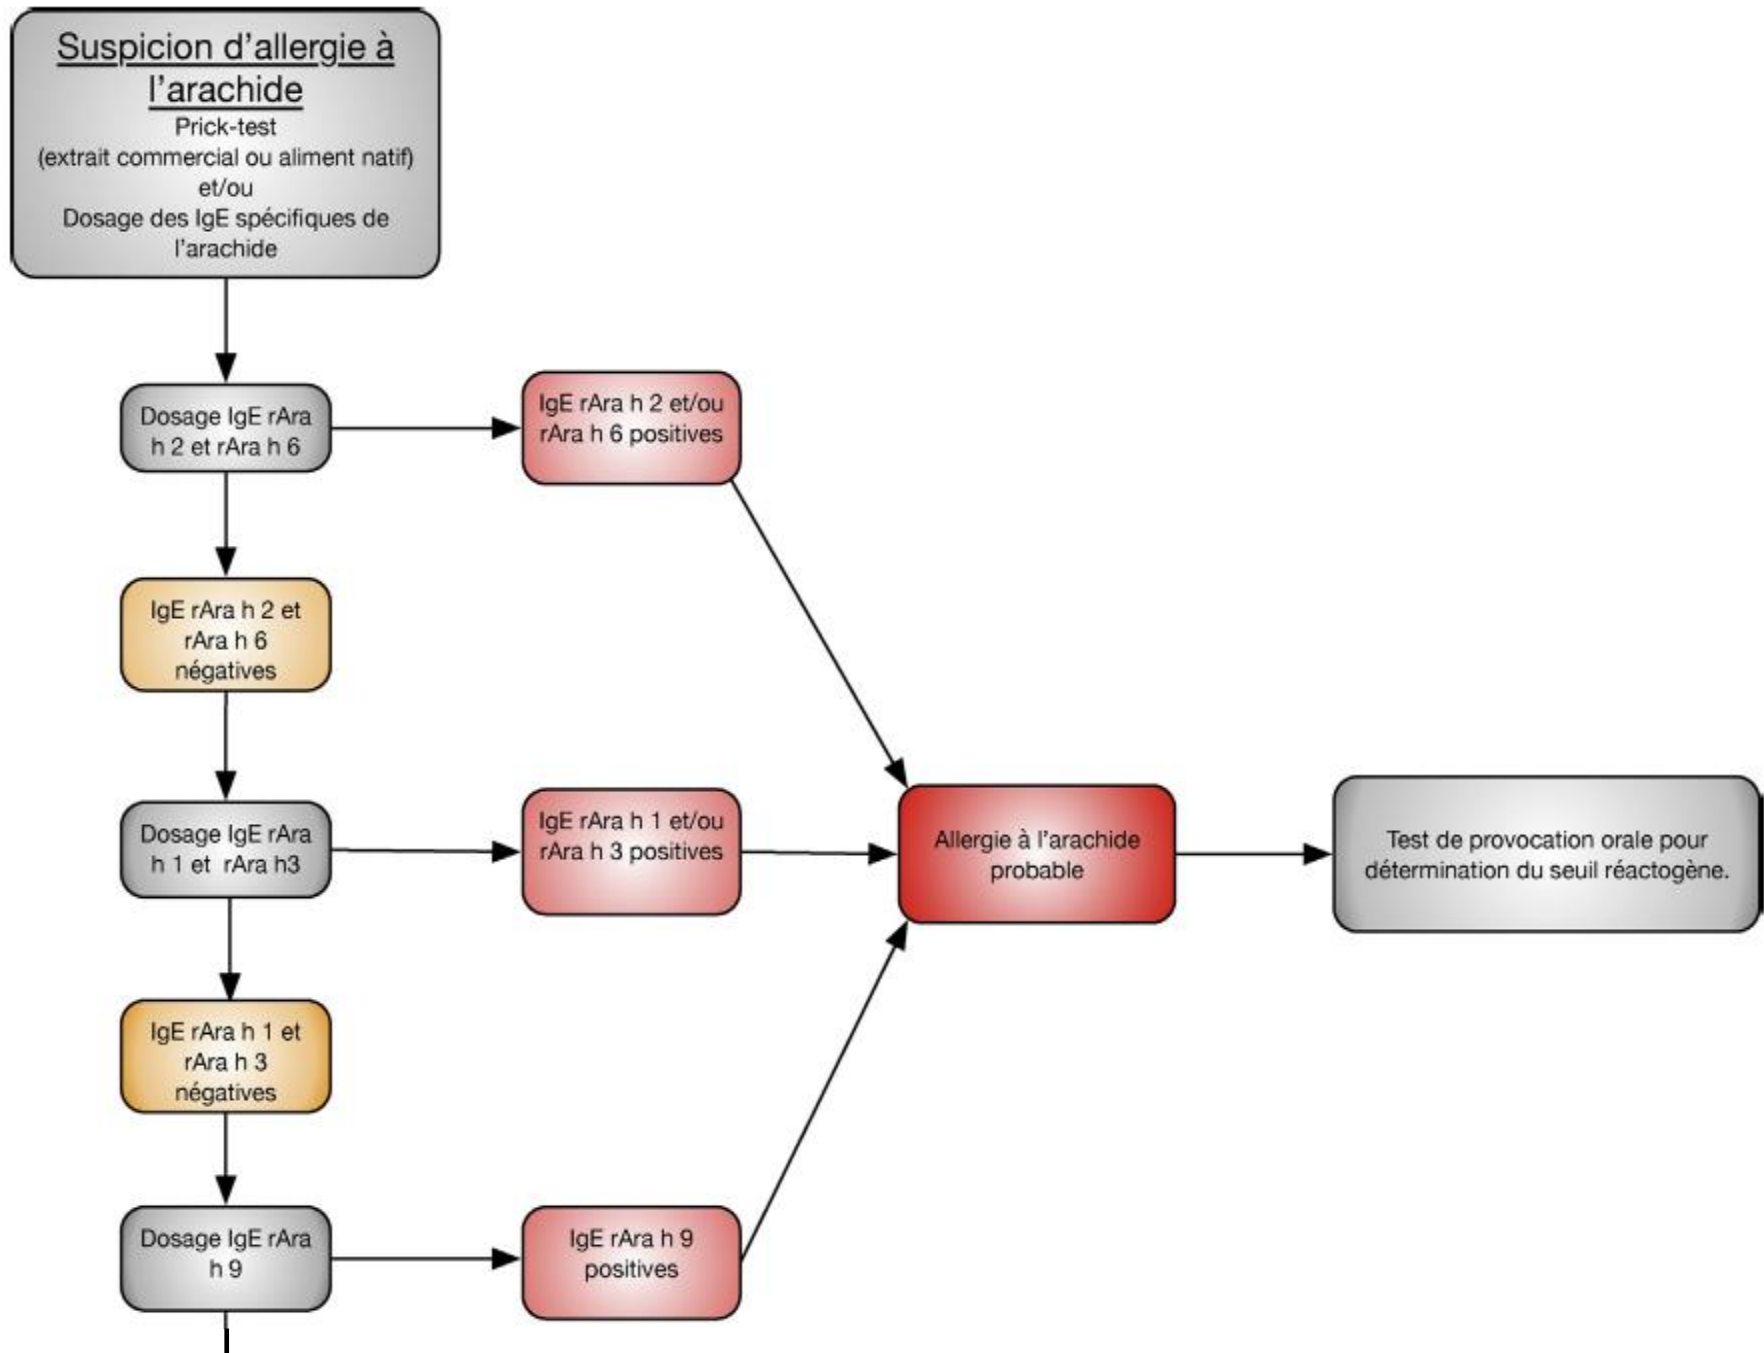 Suspicion d'allergie à
l'arachide
Prick-test
(extrait commercial ou aliment natif)
et/ou
Dosage des IgE spécifiques de
l'arachide
Dosage IgE rAra
h 2 et rAra h 6
IgE rAra h 2 et/ou
rAra h 6 positives
IgE rAra h 2 et
rAra h 6
négatives
Dosage IgE rAra
h 1 et rAra h3
IgE rAra h 1 et/ou
rAra h 3 positives
Allergie à l'arachide
probable
Test de provocation orale pour
détermination du seuil réactogène.
IgE rAra h 1 et
rAra h 3
négatives
Dosage IgE rAra
h 9
IgE rAra h 9
positives